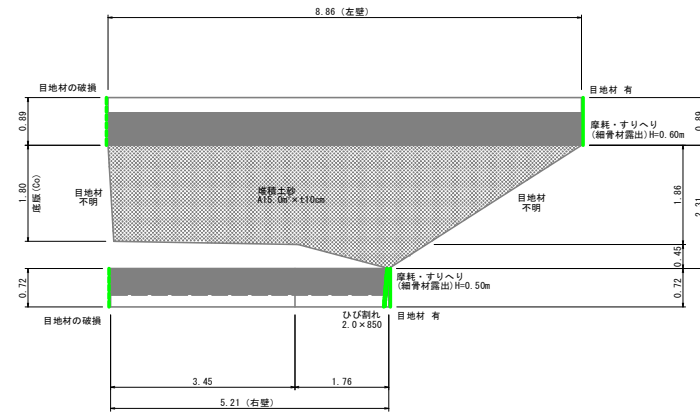 8.86 (左壁)
目地材の破損
目地材 有
0.89
0.89
摩耗・すりへり
(細骨材露出)H=0.60m
1.80
底版(Co)
目地材
不明
堆積土砂
A15.0m²×t10cm
目地材
不明
1.86
2.31
0.45
0.72
摩耗・すりへり
(細骨材露出)H=0.50m
0.72
目地材の破損
ひび割れ
2.0×850
目地材 有
3.45
1.76
5.21 (右壁)